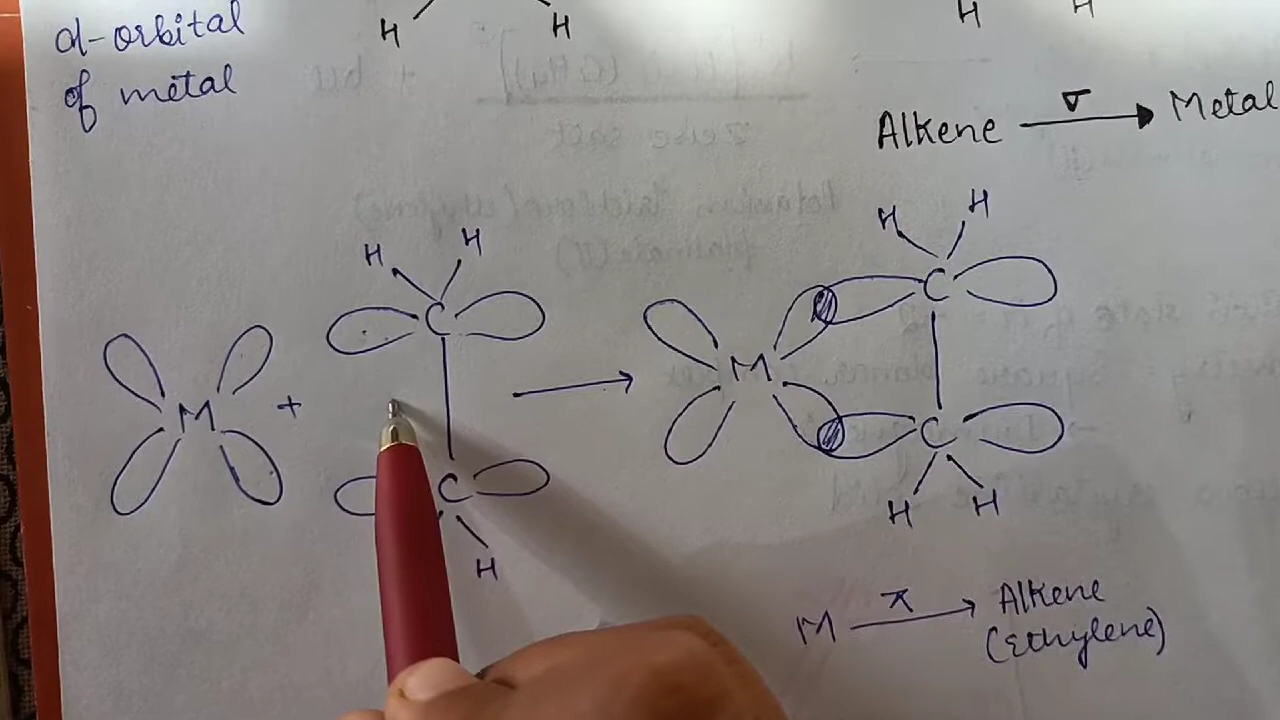 d-orbital
of metal
H H
H H
Alkene σ Metal
H H
H H
C
C
M + C
M C
C
H
H H
M π Alkene
(Ethylene)